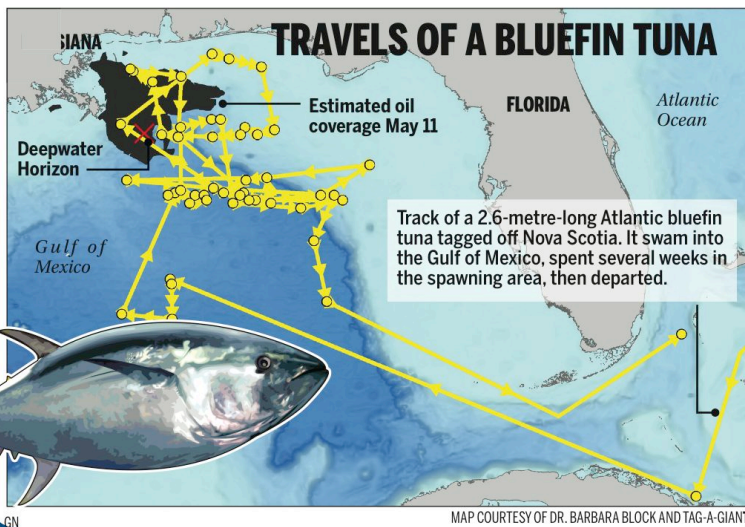 TRAVELS OF A BLUEFIN TUNA
IANA
Estimated oil
coverage May 11
FLORIDA
Atlantic
Ocean
Deepwater
Horizon
Gulf of
Mexico
Track of a 2.6-metre-long Atlantic bluefin
tuna tagged off Nova Scotia. It swam into
the Gulf of Mexico, spent several weeks in
the spawning area, then departed.
GN
MAP COURTESY OF DR. BARBARA BLOCK AND TAG-A-GIANT